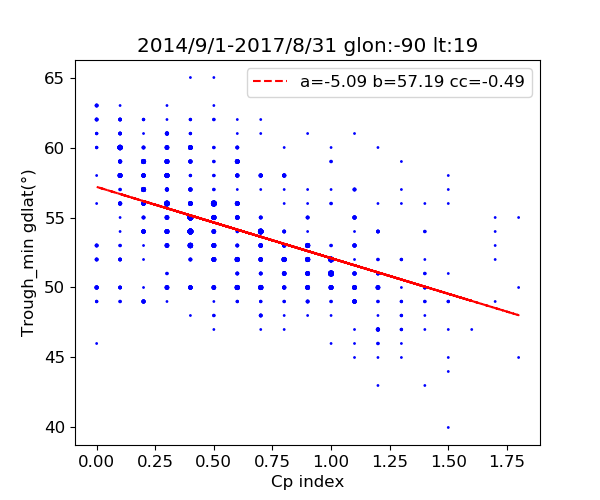 2014/9/1-2017/8/31 glon:-90 lt:19
a=-5.09 b=57.19 cc=-0.49
65
60
55
50
45
40
Trough_min gdlat(°)
0.00 0.25 0.50 0.75 1.00 1.25 1.50 1.75
Cp index